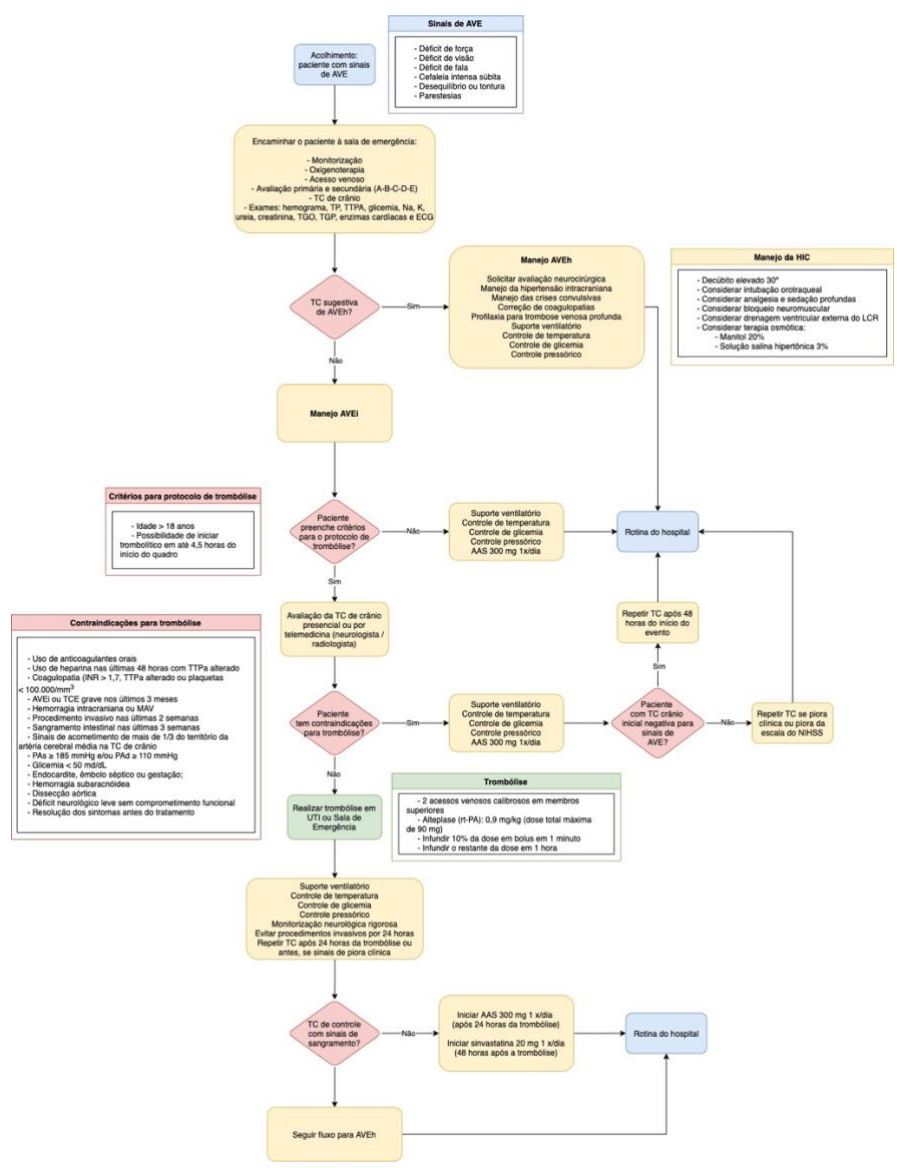 Sinais de AVE
- Déficit de força
- Déficit de visão
- Déficit de fala
- Cefaleia intensa súbita
- Desequilíbrio ou tontura
- Parestesias
Acolhimento:
paciente com sinais
de AVE
Encaminhar o paciente à sala de emergência:
- Monitorização
- Oxigenoterapia
- Acesso venoso
- Avaliação primária e secundária (A-B-C-D-E)
- TC de crânio
- Exames: hemograma, TP, TTPA, glicemia, Na, K,
ureia, creatinina, TGO, TGP, enzimas cardíacas e ECG
TC sugestiva
de AVEh?
Sim
Manejo AVEh
Solicitar avaliação neurocirúrgica
Manejo da hipertensão intracraniana
Manejo das crises convulsivas
Correção de coagulopatias
Profilaxia para trombose venosa profunda
Suporte ventilatório
Controle de temperatura
Controle de glicemia
Controle pressórico
Manejo da HIC
- Decúbito elevado 30º
- Considerar intubação orotraqueal
- Considerar analgesia e sedação profundas
- Considerar bloqueio neuromuscular
- Considerar drenagem ventricular externa do LCR
- Considerar terapia osmótica:
- Manitol 20%
- Solução salina hipertônica 3%
Não
Manejo AVEi
Critérios para protocolo de trombólise
- Idade > 18 anos
- Possibilidade de iniciar
trombolítico em até 4,5 horas do
início do quadro
Paciente
preenche critérios
para o protocolo de
trombólise?
Não
Suporte ventilatório
Controle de temperatura
Controle de glicemia
Controle pressórico
AAS 300 mg 1x/dia
Rotina do hospital
Sim
Avaliação da TC de crânio
presencial ou por
telemedicina (neurologista /
radiologista)
Repetir TC após 48
horas do início do
evento
Sim
Contraindicações para trombólise
- Uso de anticoagulantes orais
- Uso de heparina nas últimas 48 horas com TTPa alterado
- Coagulopatia (INR > 1,7, TTPa alterado ou plaquetas
< 100.000/mm³
- AVEi ou TCE grave nos últimos 3 meses
- Hemorragia intracraniana ou MAV
- Procedimento invasivo nas últimas 2 semanas
- Sangramento intestinal nas últimas 3 semanas
- Sinais de acometimento de mais de 1/3 do território da
artéria cerebral média na TC de crânio
- PAs ≥ 185 mmHg e/ou PAd ≥ 110 mmHg
- Glicemia < 50 md/dL
- Endocardite, êmbolo séptico ou gestação;
- Hemorragia subaracnóidea
- Dissecção aórtica
- Déficit neurológico leve sem comprometimento funcional
- Resolução dos sintomas antes do tratamento
Paciente
tem contraindicações
para trombólise?
Sim
Suporte ventilatório
Controle de temperatura
Controle de glicemia
Controle pressórico
AAS 300 mg 1x/dia
Paciente
com TC crânio
inicial negativa para
sinais de
AVE?
Não
Repetir TC se piora
clínica ou piora da
escala do NIHSS
Não
Realizar trombólise em
UTI ou Sala de
Emergência
Trombólise
- 2 acessos venosos calibrosos em membros
superiores
- Alteplase (rt-PA): 0,9 mg/kg (dose total máxima
de 90 mg)
- Infundir 10% da dose em bolus em 1 minuto
- Infundir o restante da dose em 1 hora
Suporte ventilatório
Controle de temperatura
Controle de glicemia
Controle pressórico
Monitorização neurológica rigorosa
Evitar procedimentos invasivos por 24 horas
Repetir TC após 24 horas da trombólise ou
antes, se sinais de piora clínica
TC de controle
com sinais de
sangramento?
Não
Iniciar AAS 300 mg 1 x/dia
(após 24 horas da trombólise)
Iniciar sinvastatina 20 mg 1 x/dia
(48 horas após a trombólise)
Rotina do hospital
Seguir fluxo para AVEh